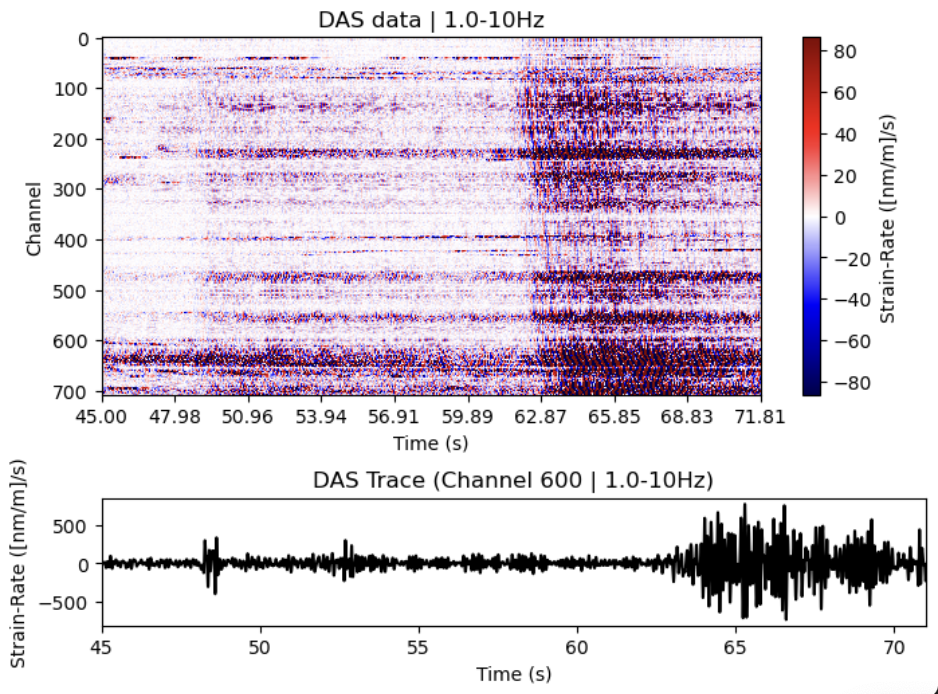 DAS data | 1.0-10Hz
0
100
200
300
400
500
600
700
Channel
45.00 47.98 50.96 53.94 56.91 59.89 62.87 65.85 68.83 71.81
Time (s)
80
60
40
20
0
−20
−40
−60
−80
Strain-Rate ([nm/m]/s)
DAS Trace (Channel 600 | 1.0-10Hz)
500
0
−500
Strain-Rate ([nm/m]/s)
45 50 55 60 65 70
Time (s)